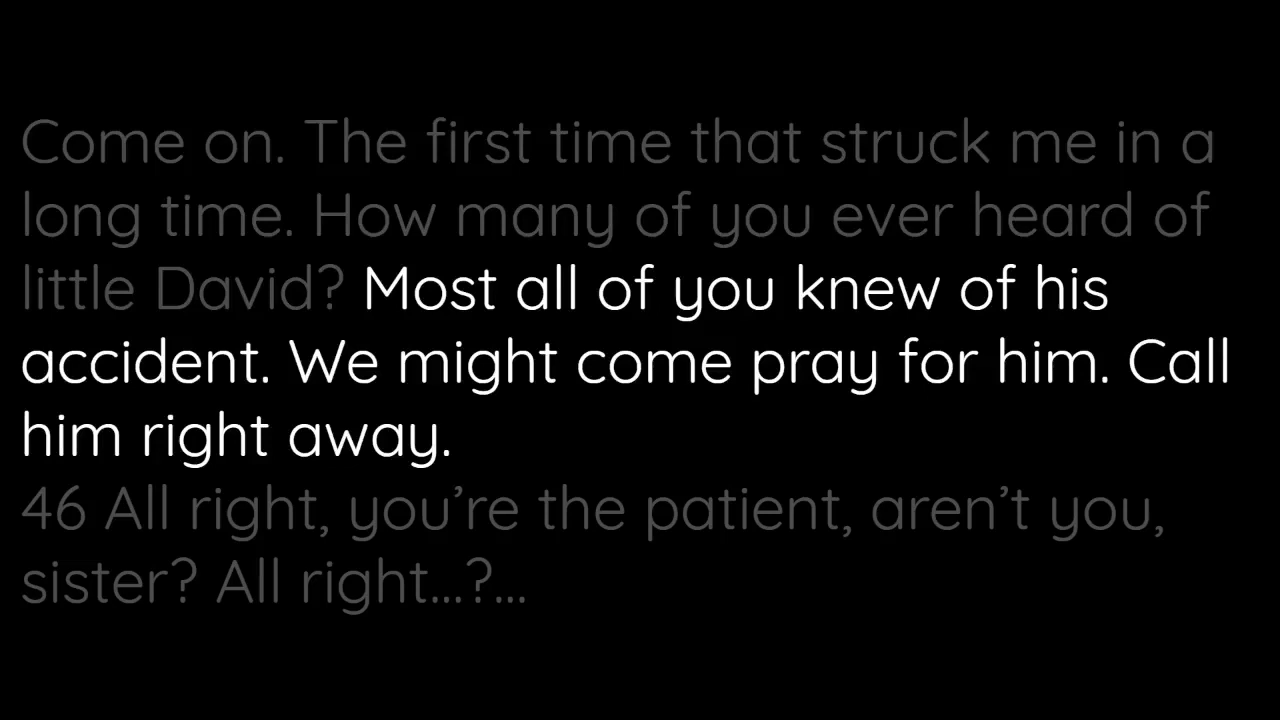 Come on. The first time that struck me in a
long time. How many of you ever heard of
little David? Most all of you knew of his
accident. We might come pray for him. Call
him right away.
46 All right, you’re the patient, aren’t you,
sister? All right...?...